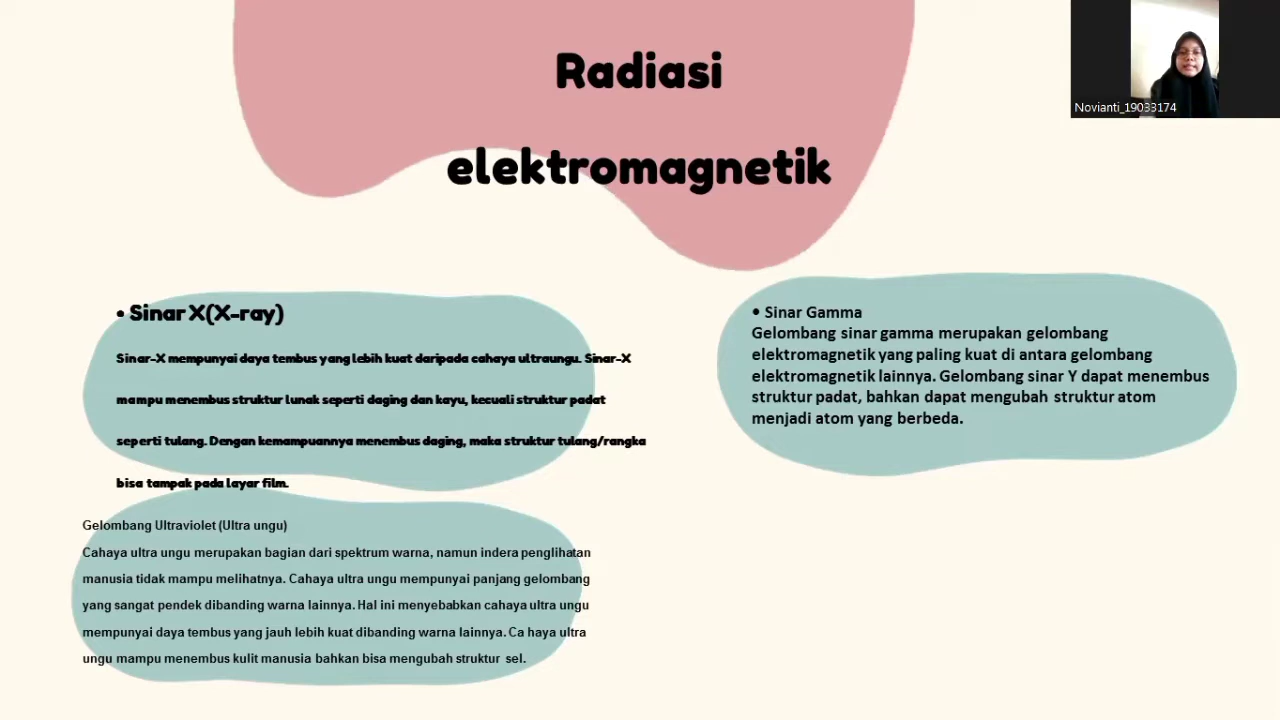 Radiasi
elektromagnetik
Novianti_19033174
• Sinar X(X-ray)
Sinar-X mempunyai daya tembus yang lebih kuat daripada cahaya ultraungu. Sinar-X
mampu menembus struktur lunak seperti daging dan kayu, kecuali struktur padat
seperti tulang. Dengan kemampuannya menembus daging, maka struktur tulang/rangka
bisa tampak pada layar film.
Gelombang Ultraviolet (Ultra ungu)
Cahaya ultra ungu merupakan bagian dari spektrum warna, namun indera penglihatan
manusia tidak mampu melihatnya. Cahaya ultra ungu mempunyai panjang gelombang
yang sangat pendek dibanding warna lainnya. Hal ini menyebabkan cahaya ultra ungu
mempunyai daya tembus yang jauh lebih kuat dibanding warna lainnya. Ca haya ultra
ungu mampu menembus kulit manusia bahkan bisa mengubah struktur sel.
• Sinar Gamma
Gelombang sinar gamma merupakan gelombang
elektromagnetik yang paling kuat di antara gelombang
elektromagnetik lainnya. Gelombang sinar Y dapat menembus
struktur padat, bahkan dapat mengubah struktur atom
menjadi atom yang berbeda.